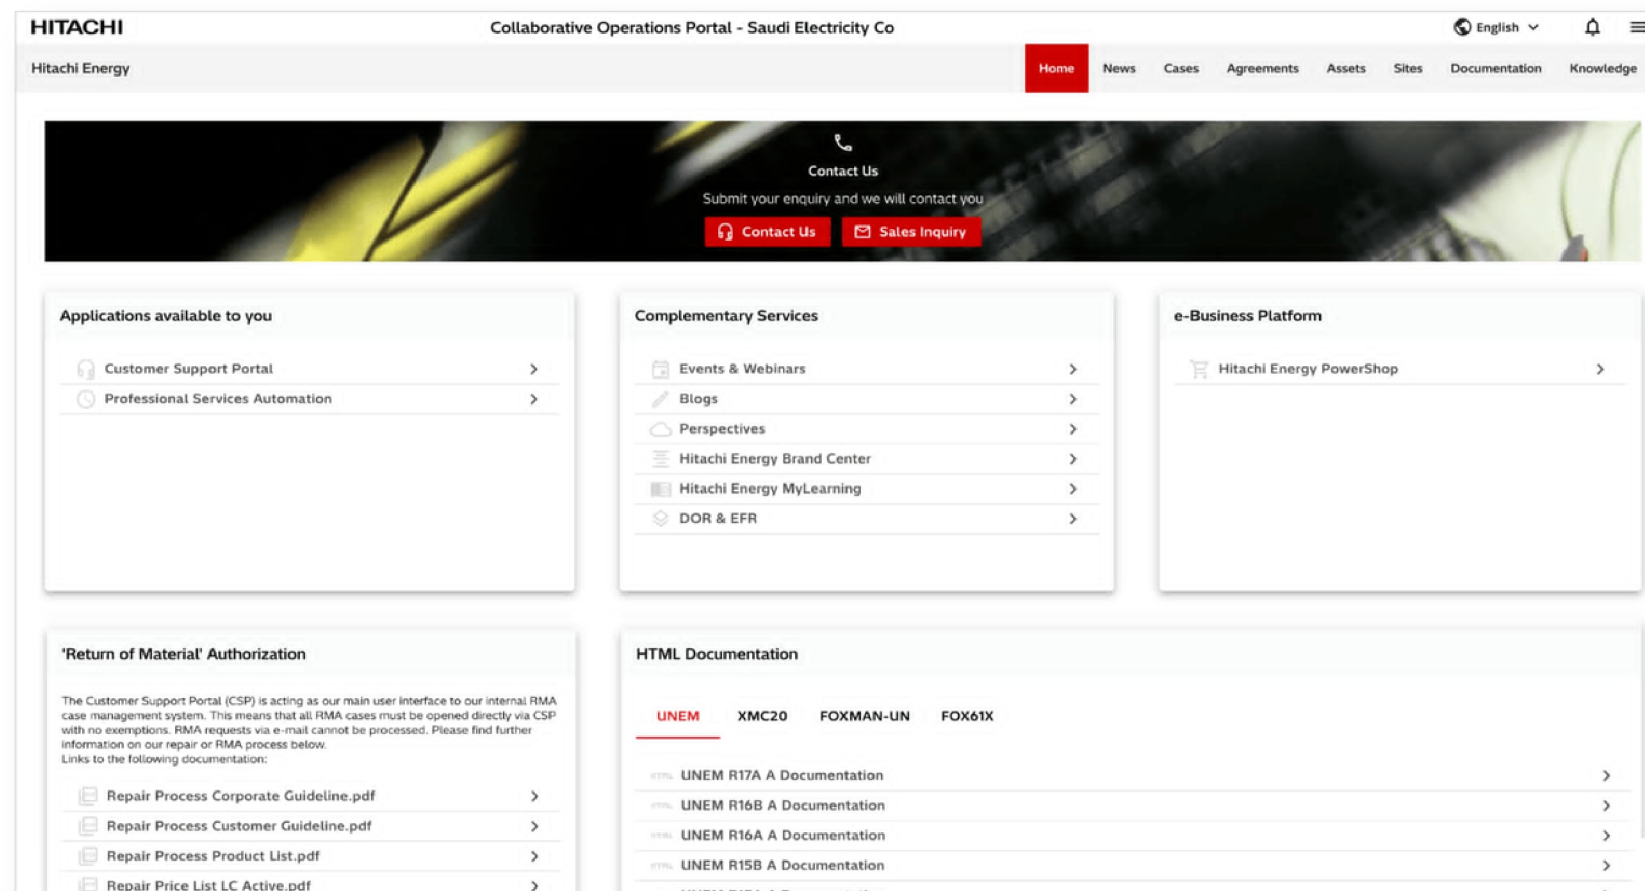 HITACHI
Collaborative Operations Portal - Saudi Electricity Co
English
Hitachi Energy
Home
News
Cases
Agreements
Assets
Sites
Documentation
Knowledge
Contact Us
Submit your enquiry and we will contact you
Contact Us
Sales Inquiry
Applications available to you
Customer Support Portal
Professional Services Automation
Complementary Services
Events & Webinars
Blogs
Perspectives
Hitachi Energy Brand Center
Hitachi Energy MyLearning
DOR & EFR
e-Business Platform
Hitachi Energy PowerShop
'Return of Material' Authorization
The Customer Support Portal (CSP) is acting as our main user interface to our internal RMA
case management system. This means that all RMA cases must be opened directly via CSP
with no exemptions. RMA requests via e-mail cannot be processed. Please find further
information on our repair or RMA process below.
Links to the following documentation:
Repair Process Corporate Guideline.pdf
Repair Process Customer Guideline.pdf
Repair Process Product List.pdf
Repair Price List LC Active.pdf
HTML Documentation
UNEM
XMC20
FOXMAN-UN
FOX61X
HTML UNEM R17A A Documentation
HTML UNEM R16B A Documentation
HTML UNEM R16A A Documentation
HTML UNEM R15B A Documentation